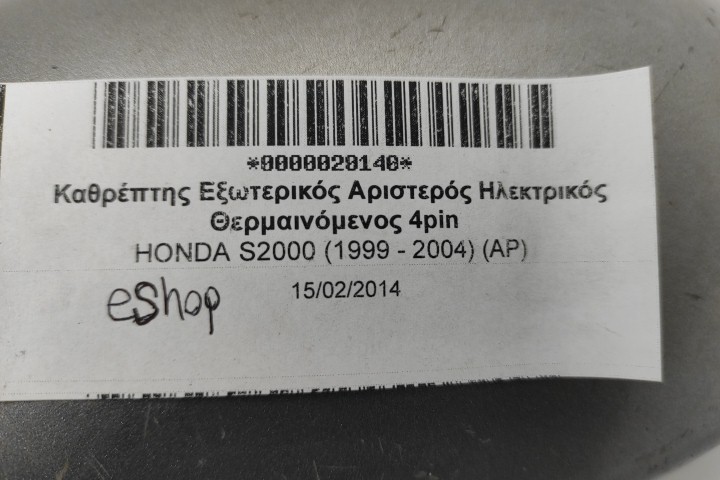 *0000020140*
Καθρέπτης Εξωτερικός Αριστερός Ηλεκτρικός
Θερμαινόμενος 4pin
HONDA S2000 (1999 - 2004) (AP)
15/02/2014
eshop